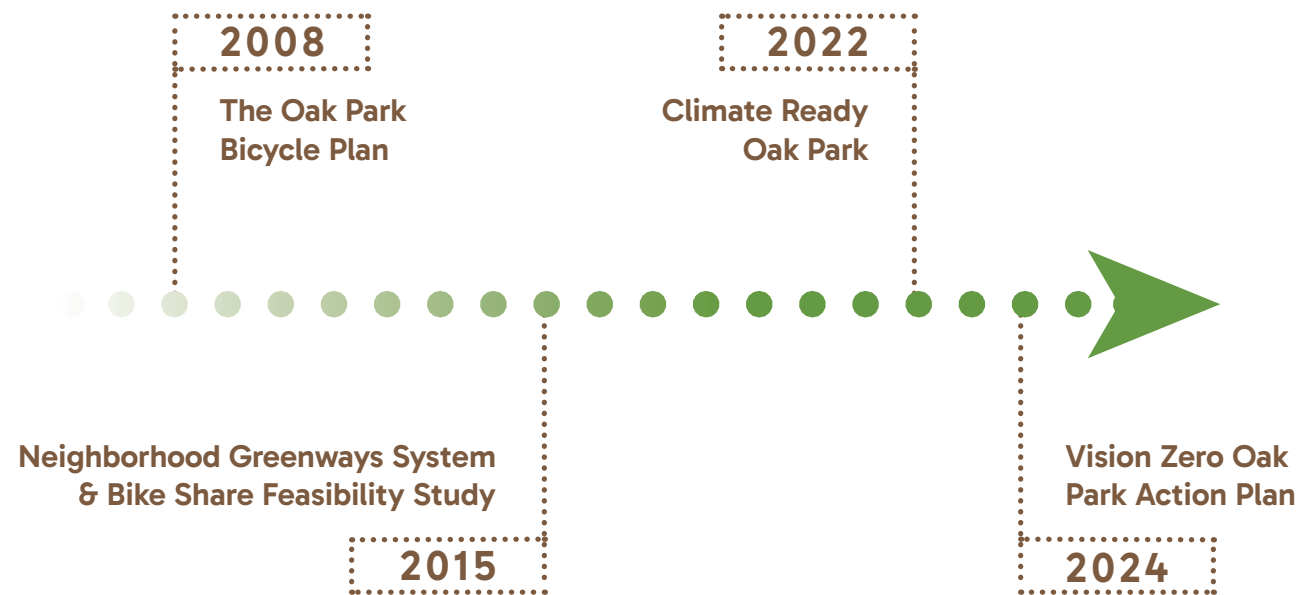 2008
The Oak Park
Bicycle Plan
2022
Climate Ready
Oak Park
Neighborhood Greenways System
& Bike Share Feasibility Study
2015
Vision Zero Oak
Park Action Plan
2024